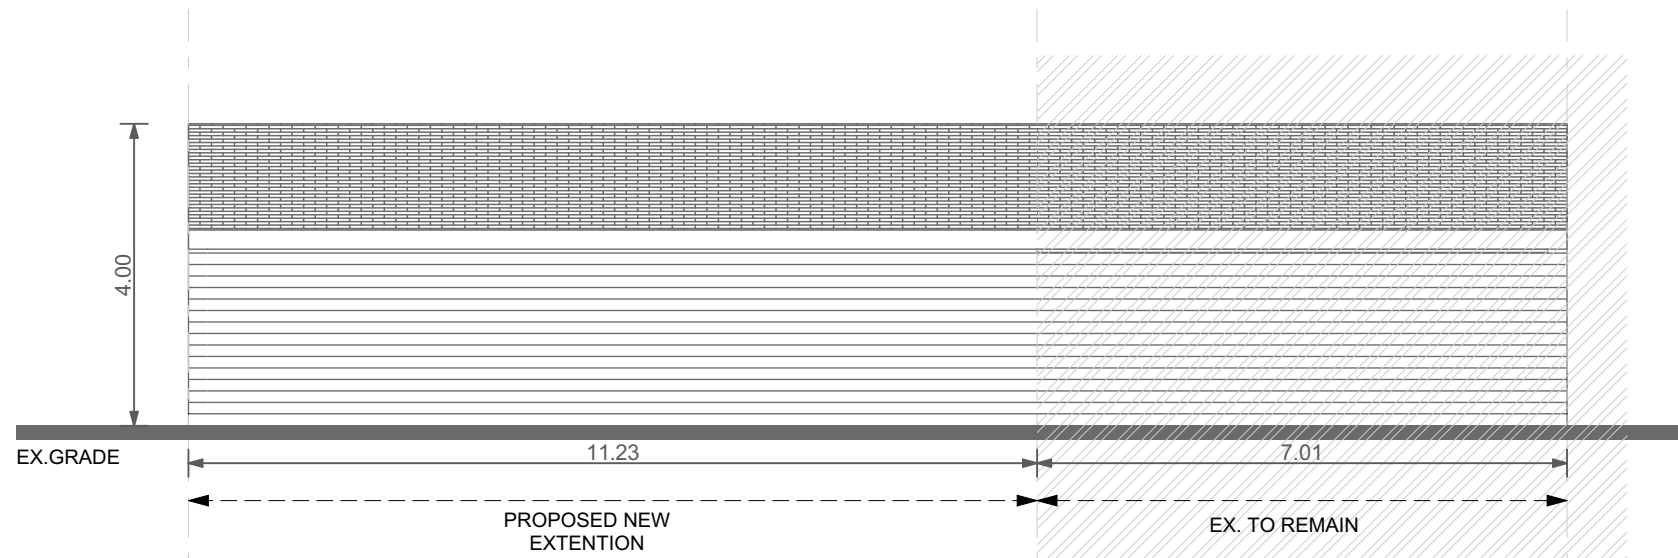 4.00
EX.GRADE
11.23
7.01
PROPOSED NEW
EXTENTION
EX. TO REMAIN